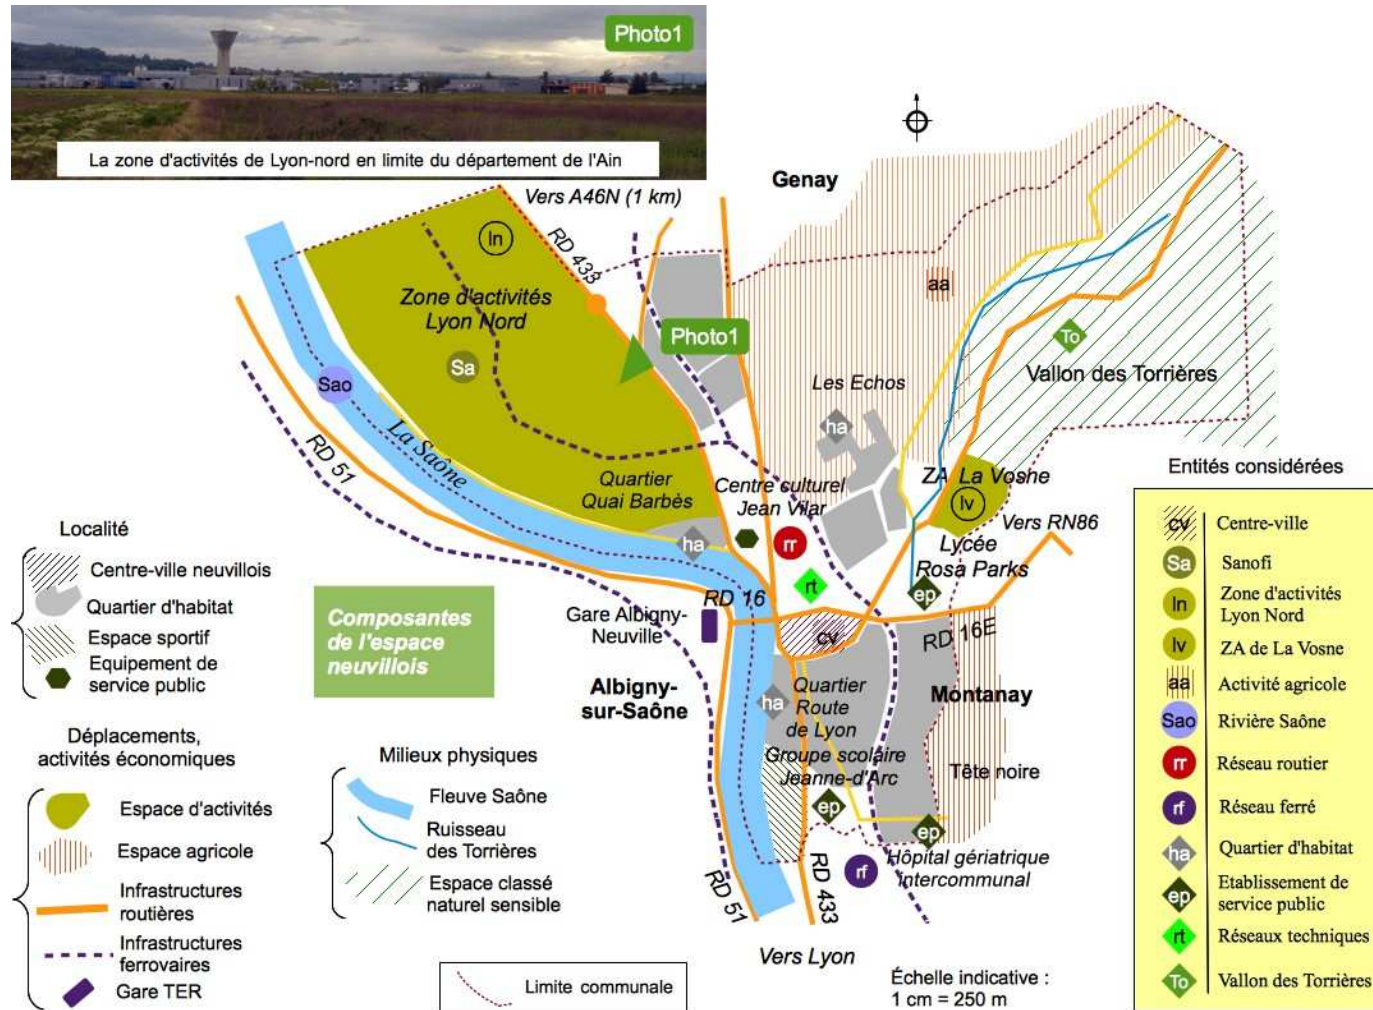 Photo1
La zone d'activités de Lyon-nord en limite du département de l'Ain
Vers A46N (1 km)
Genay
ln
RD 433
Zone d'activités
Lyon Nord
aa
Photo1
To
Sa
Sao
Vallon des Torrières
Les Echos
ha
La Saône
RD 51
Quartier
Quai Barbès
Centre culturel
Jean Vilar
ZA La Vosne
lv
Vers RN86
ha
rr
Lycée
Rosa Parks
rt
ep
RD 16
Gare Albigny-
Neuville
cv
RD 16E
Composantes
de l'espace
neuvillois
Albigny-
sur-Saône
ha
Quartier
Route
de Lyon
Montanay
Groupe scolaire
Jeanne-d'Arc
Tête noire
ep
ep
rf
Hôpital gériatrique
intercommunal
RD 51
RD 433
Vers Lyon
Échelle indicative :
1 cm = 250 m
Localité
Centre-ville neuvillois
Quartier d'habitat
Espace sportif
Equipement de
service public
Déplacements,
activités économiques
Espace d'activités
Espace agricole
Infrastructures
routières
Infrastructures
ferrovaires
Gare TER
Milieux physiques
Fleuve Saône
Ruisseau
des Torrières
Espace classé
naturel sensible
Limite communale
Entités considérées
cv Centre-ville
Sa Sanofi
ln Zone d'activités
Lyon Nord
lv ZA de La Vosne
aa Activité agricole
Sao Rivière Saône
rr Réseau routier
rf Réseau ferré
ha Quartier d'habitat
ep Etablissement de
service public
rt Réseaux techniques
To Vallon des Torrières